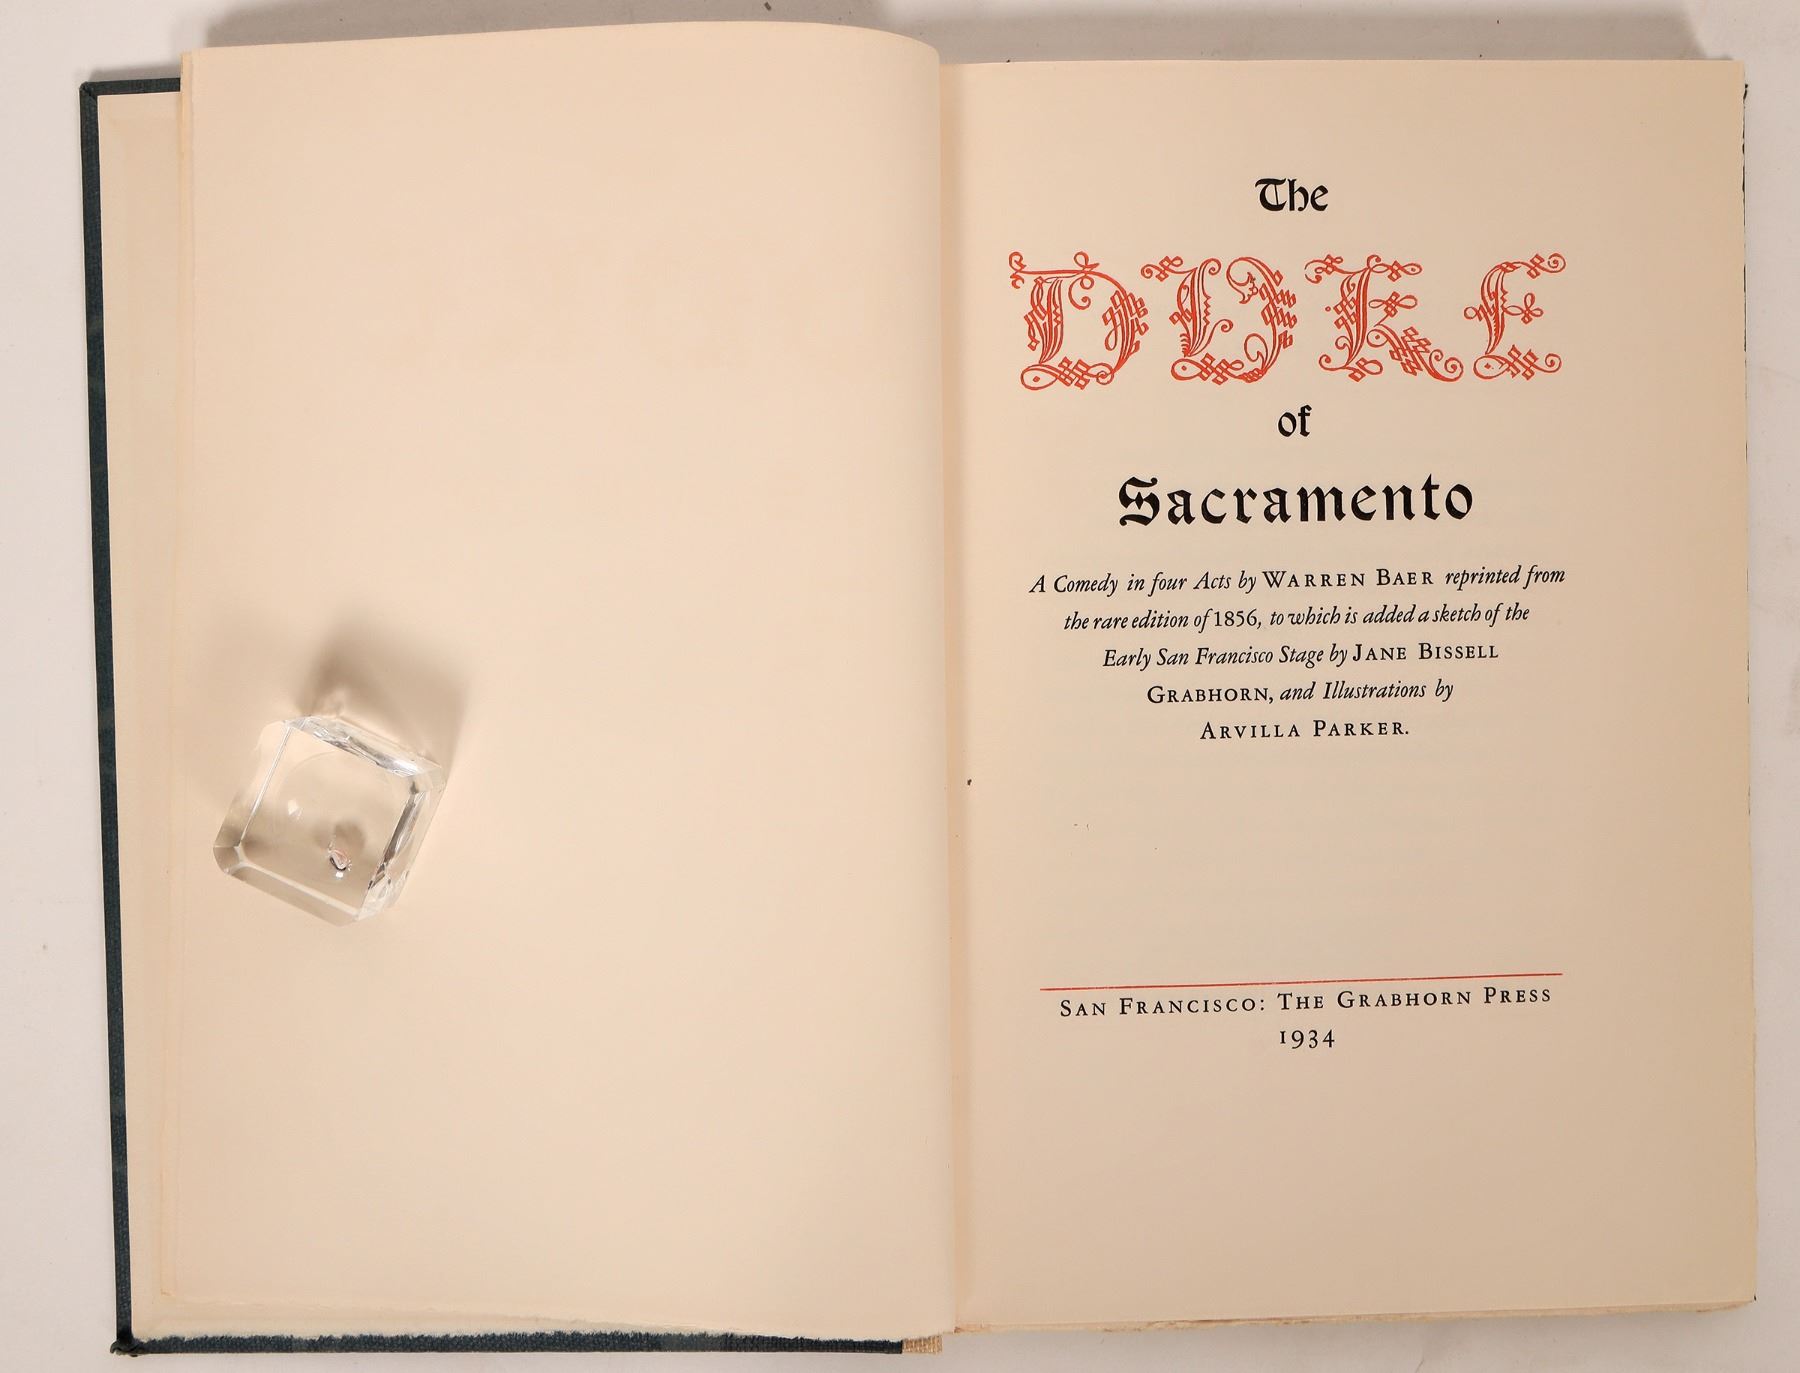 The
DUKE
of
Sacramento
A Comedy in four Acts by WARREN BAER reprinted from
the rare edition of 1856, to which is added a sketch of the
Early San Francisco Stage by JANE BISSELL
GRABHORN, and Illustrations by
ARVILLA PARKER.
SAN FRANCISCO: THE GRABHORN PRESS
1934